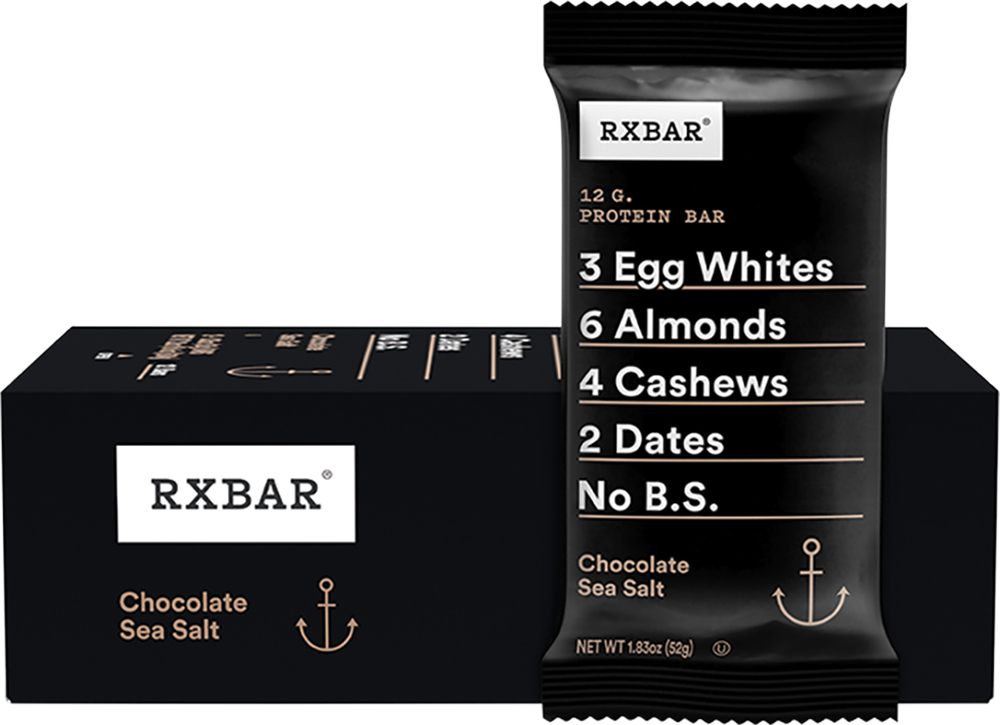 RXBAR®
12 G.
PROTEIN BAR
3 Egg Whites
6 Almonds
4 Cashews
2 Dates
No B.S.
Chocolate
Sea Salt
NET WT 1.83oz (52g) U
RXBAR®
Chocolate
Sea Salt